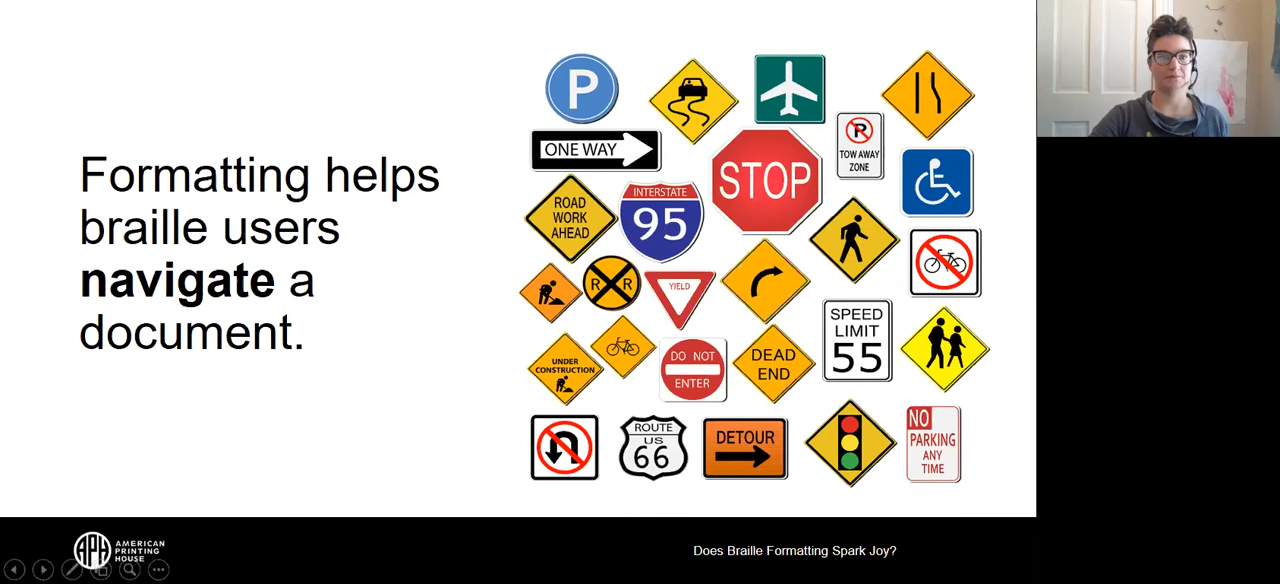 Formatting helps
braille users
navigate a
document.
P
ONE WAY
STOP
P
TOW AWAY
ZONE
ROAD
WORK
AHEAD
INTERSTATE
95
R R
YIELD
SPEED
LIMIT
55
UNDER
CONSTRUCTION
DO NOT
ENTER
DEAD
END
ROUTE
US
66
DETOUR
NO
PARKING
ANY
TIME
APH
AMERICAN
PRINTING
HOUSE
Does Braille Formatting Spark Joy?